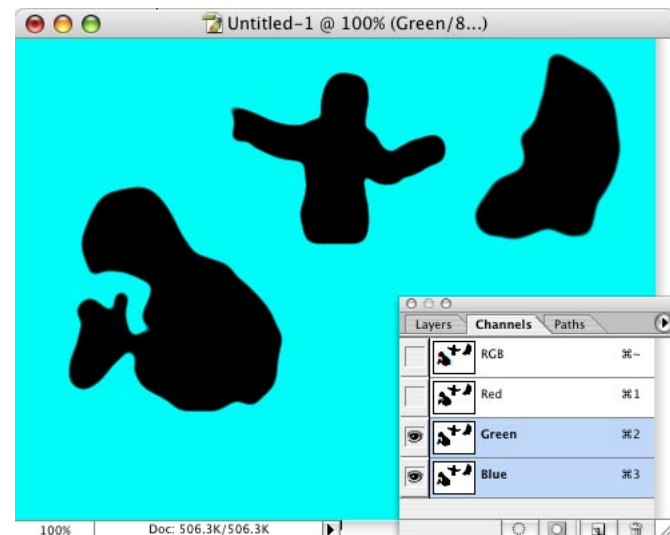 Untitled-1 @ 100% (Green/8...)
Layers Channels Paths
RGB ⌘~
Red ⌘1
Green ⌘2
Blue ⌘3
100% Doc: 506.3K/506.3K